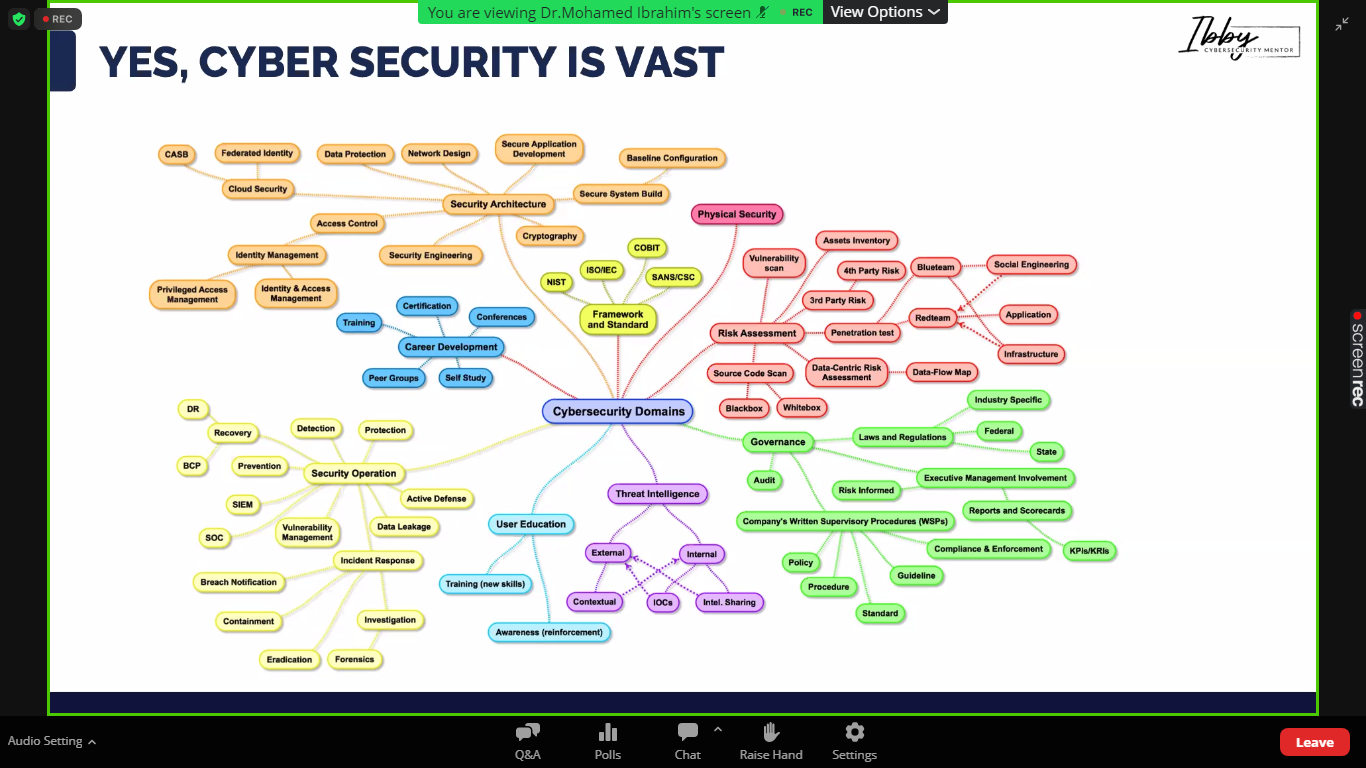 REC
You are viewing Dr.Mohamed Ibrahim's screen
REC
View Options
YES, CYBER SECURITY IS VAST
Ibby
CYBERSECURITY MENTOR
CASB
Federated Identity
Data Protection
Network Design
Secure Application
Development
Baseline Configuration
Cloud Security
Secure System Build
Security Architecture
Access Control
Cryptography
Identity Management
Security Engineering
Privileged Access
Management
Identity & Access
Management
Physical Security
COBIT
ISO/IEC
NIST
SANS/CSC
Framework
and Standard
Certification
Training
Conferences
Career Development
Peer Groups
Self Study
Assets Inventory
Vulnerability
scan
4th Party Risk
Blueteam
Social Engineering
3rd Party Risk
Redteam
Application
Risk Assessment
Penetration test
Infrastructure
Source Code Scan
Data-Centric Risk
Assessment
Data-Flow Map
Blackbox
Whitebox
Cybersecurity Domains
Industry Specific
Governance
Laws and Regulations
Federal
State
Audit
Executive Management Involvement
Risk Informed
Reports and Scorecards
Company's Written Supervisory Procedures (WSPs)
Compliance & Enforcement
KPIs/KRIs
Policy
Procedure
Guideline
Standard
DR
Recovery
Detection
Protection
BCP
Prevention
Security Operation
SIEM
Active Defense
SOC
Vulnerability
Management
Data Leakage
Incident Response
Breach Notification
Containment
Investigation
Eradication
Forensics
User Education
Training (new skills)
Awareness (reinforcement)
Threat Intelligence
External
Internal
Contextual
IOCs
Intel. Sharing
screenrec
Audio Setting
Q&A
Polls
Chat
Raise Hand
Settings
Leave